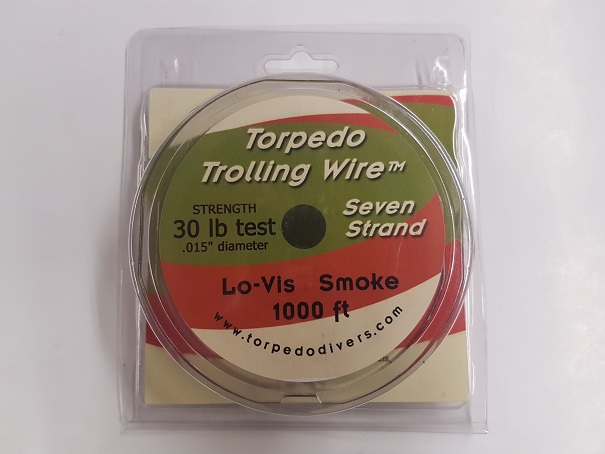 Torpedo
Trolling Wire™
STRENGTH
30 lb test
.015" diameter
Seven
Strand
Lo-Vis Smoke
1000 ft
www.torpedodivers.com